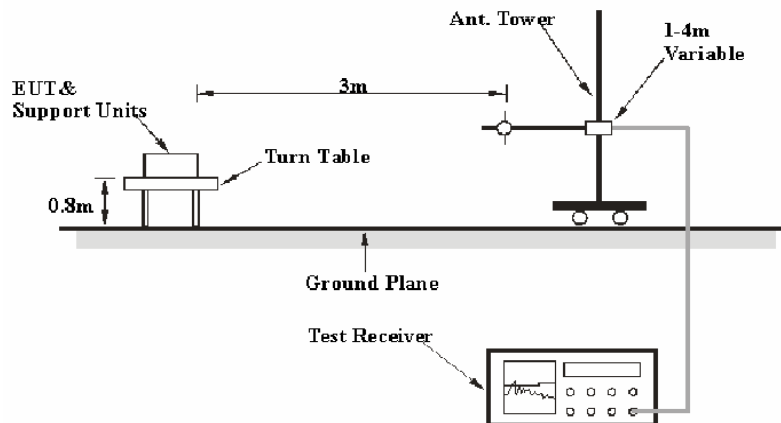 Ant. Tower
1-4m
Variable
EUT &
Support Units
3m
Turn Table
0.8m
Ground Plane
Test Receiver